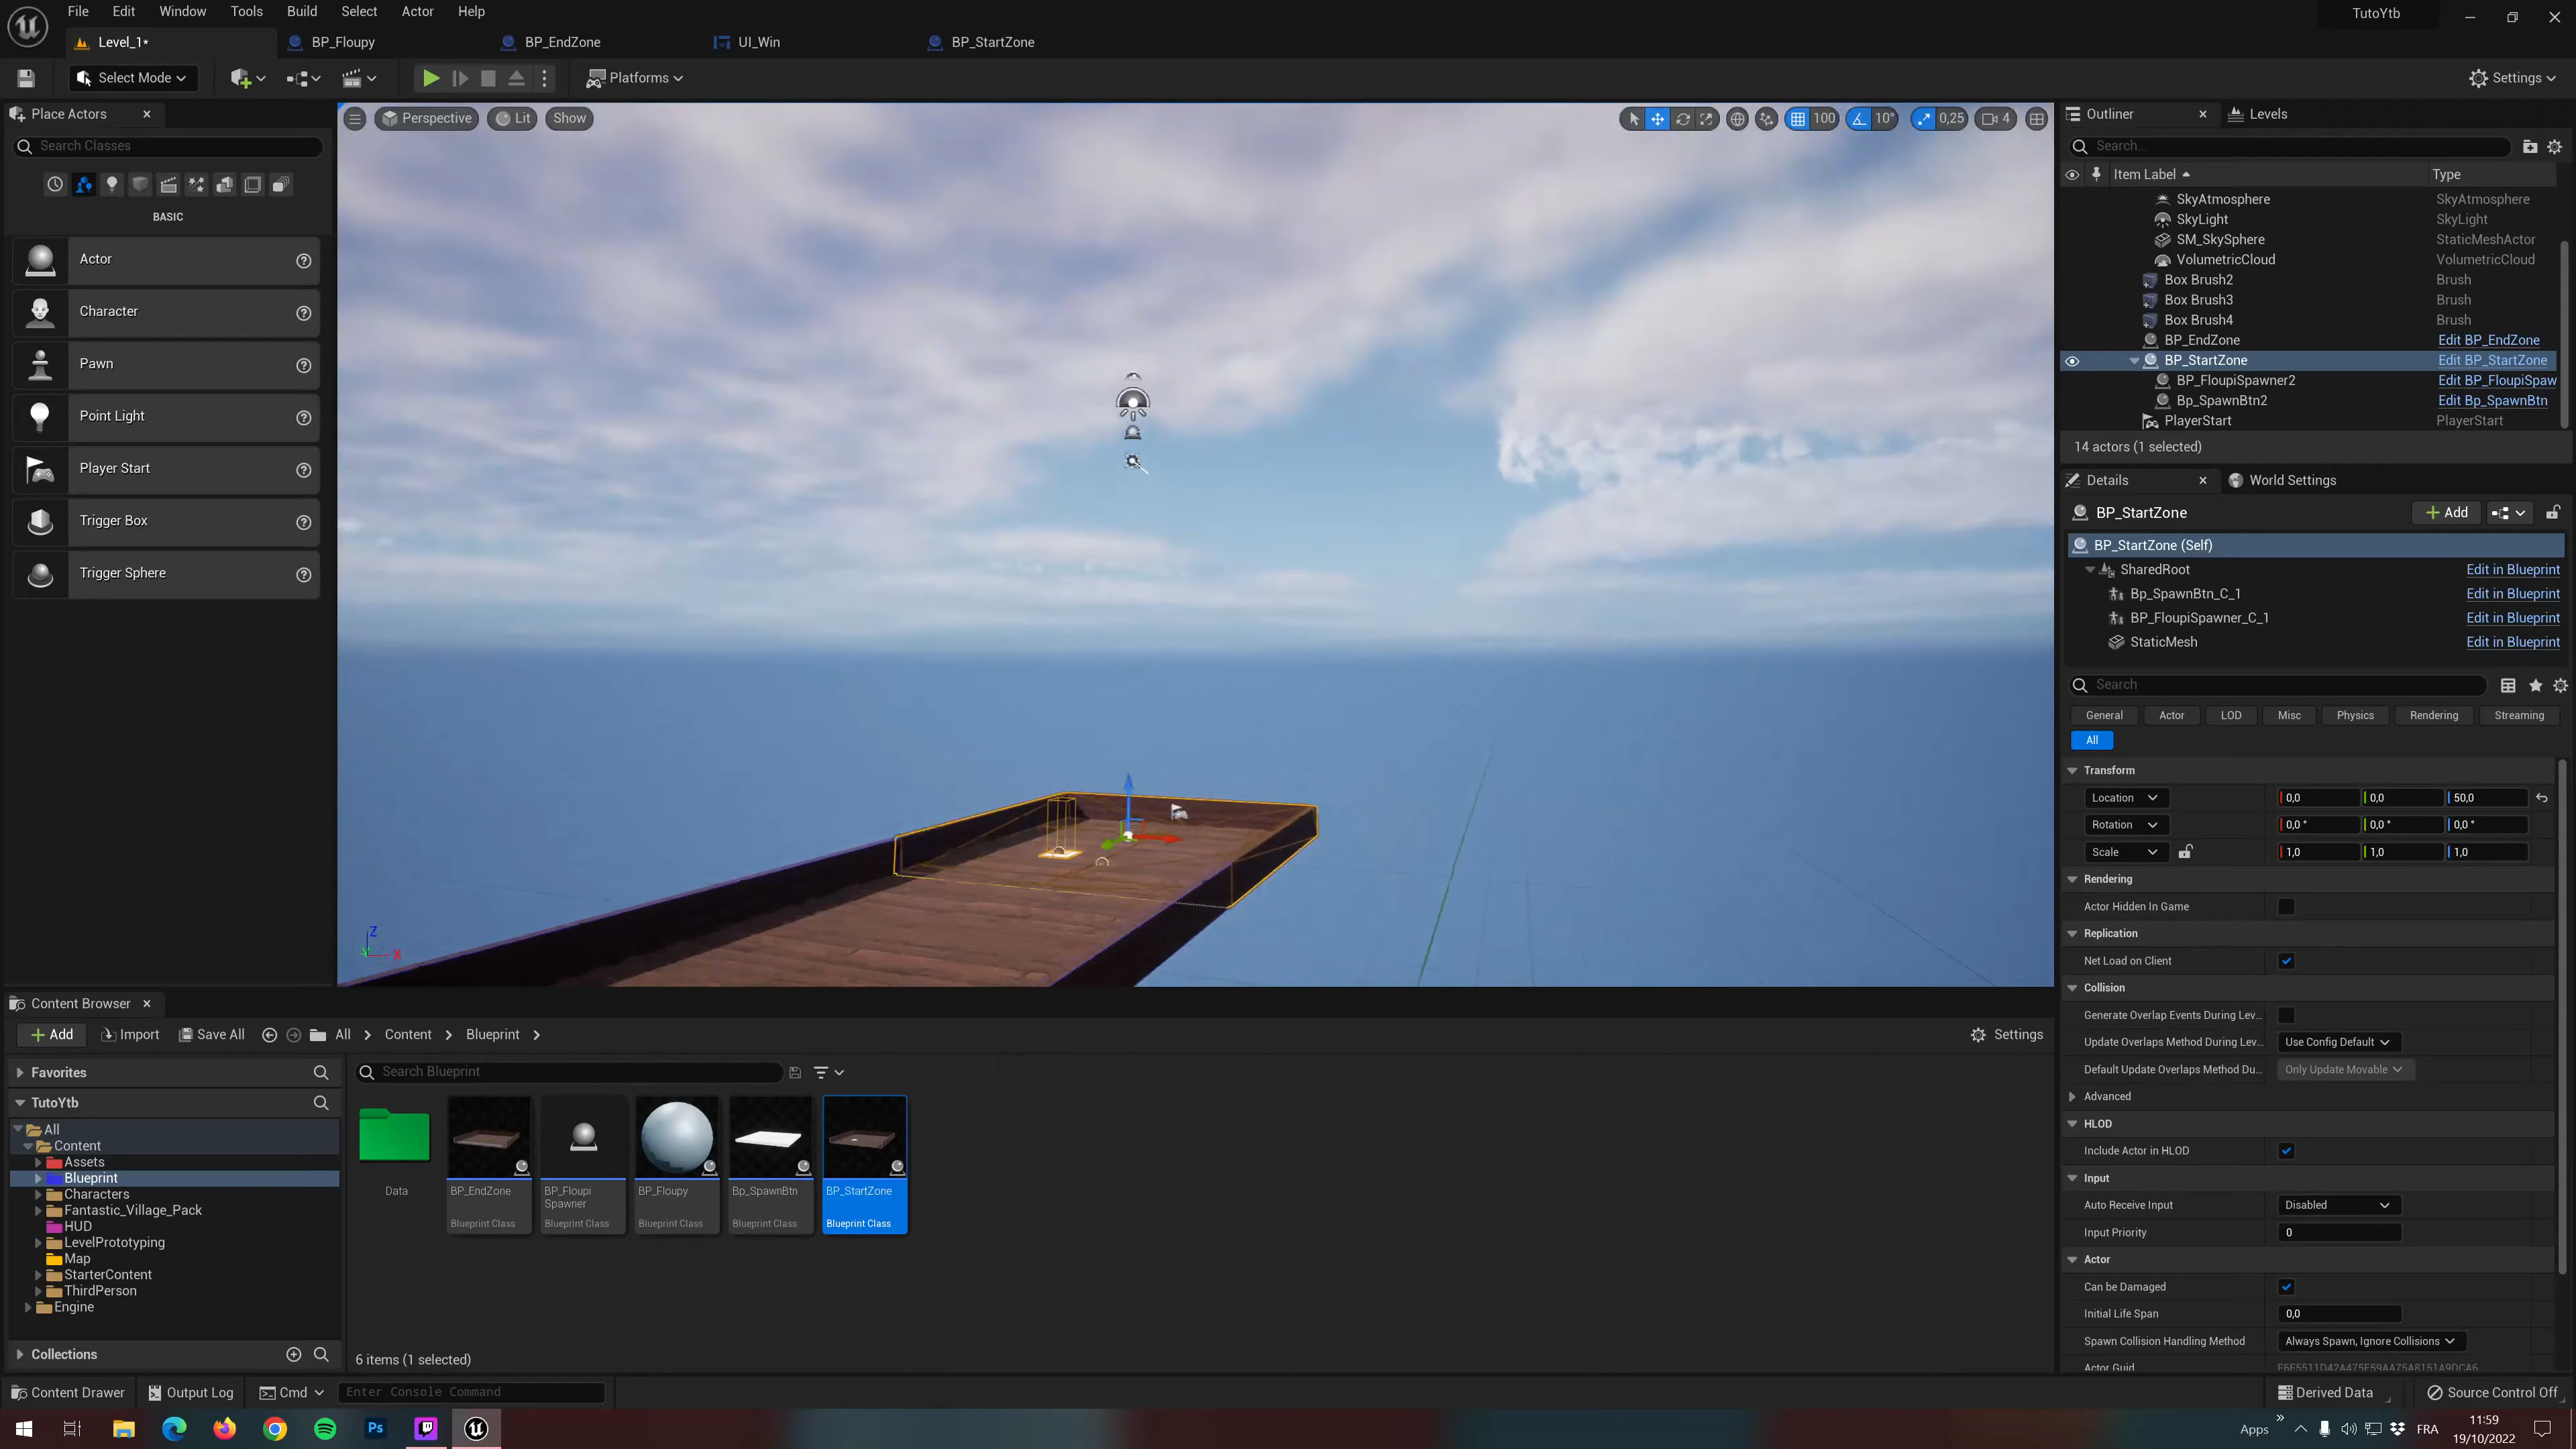 File Edit Window Tools Build Select Actor Help
TutoYtb
Level_1* BP_Floupy BP_EndZone UI_Win BP_StartZone
Select Mode Platforms Settings
Place Actors
Search Classes
BASIC
Actor
Character
Pawn
Point Light
Player Start
Trigger Box
Trigger Sphere
Perspective Lit Show
100 10° 0,25 4
Z
X
Outliner Levels
Search...
Item Label Type
SkyAtmosphere SkyAtmosphere
SkyLight SkyLight
SM_SkySphere StaticMeshActor
VolumetricCloud VolumetricCloud
Box Brush2 Brush
Box Brush3 Brush
Box Brush4 Brush
BP_EndZone Edit BP_EndZone
BP_StartZone Edit BP_StartZone
BP_FloupiSpawner2 Edit BP_FloupiSpaw
Bp_SpawnBtn2 Edit Bp_SpawnBtn
PlayerStart PlayerStart
14 actors (1 selected)
Details World Settings
BP_StartZone Add
BP_StartZone (Self)
SharedRoot Edit in Blueprint
Bp_SpawnBtn_C_1 Edit in Blueprint
BP_FloupiSpawner_C_1 Edit in Blueprint
StaticMesh Edit in Blueprint
Search
General Actor LOD Misc Physics Rendering Streaming
All
Transform
Location 0,0 0,0 50,0
Rotation 0,0 ° 0,0 ° 0,0 °
Scale 1,0 1,0 1,0
Rendering
Actor Hidden In Game
Replication
Net Load on Client
Collision
Generate Overlap Events During Lev...
Update Overlaps Method During Lev... Use Config Default
Default Update Overlaps Method Du... Only Update Movable
Advanced
HLOD
Include Actor in HLOD
Input
Auto Receive Input Disabled
Input Priority 0
Actor
Can be Damaged
Initial Life Span 0,0
Spawn Collision Handling Method Always Spawn, Ignore Collisions
Actor Guid
Content Browser
Add Import Save All All Content Blueprint Settings
Favorites
TutoYtb
All
Content
Assets
Blueprint
Characters
Fantastic_Village_Pack
HUD
LevelPrototyping
Map
StarterContent
ThirdPerson
Engine
Collections
Search Blueprint
Data
BP_EndZone
Blueprint Class
BP_Floupi
Spawner
Blueprint Class
BP_Floupy
Blueprint Class
Bp_SpawnBtn
Blueprint Class
BP_StartZone
Blueprint Class
6 items (1 selected)
Content Drawer Output Log Cmd Enter Console Command Derived Data Source Control Off
Ps
Apps FRA
11:59
19/10/2022